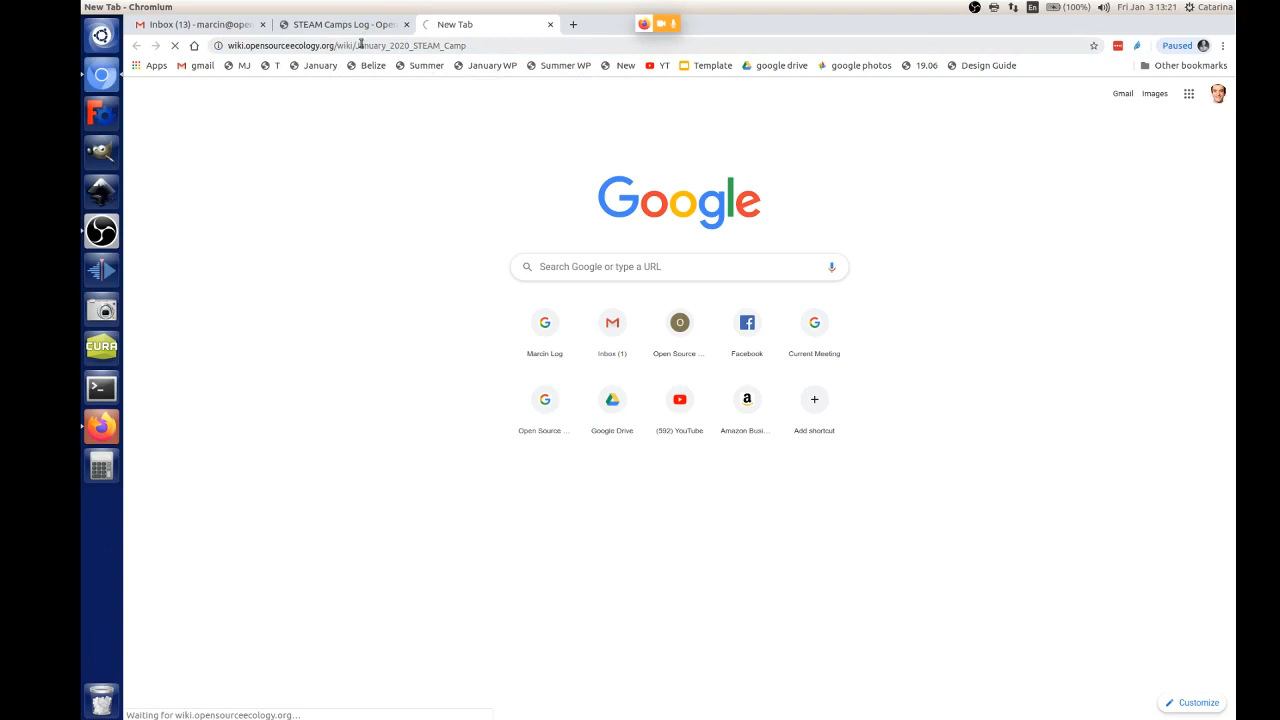 New Tab - Chromium
En (100%) Fri Jan 3 13:21 Catarina
Inbox (13) - marcin@open
STEAM Camps Log - Open
New Tab
wiki.opensourceecology.org/wiki/January_2020_STEAM_Camp
Paused
Apps gmail MJ T January Belize Summer January WP Summer WP New YT Template google drive google photos 19.06 Design Guide Other bookmarks
Gmail Images
Google
Search Google or type a URL
Marcin Log Inbox (1) Open Source ... Facebook Current Meeting
Open Source ... Google Drive (592) YouTube Amazon Busi... Add shortcut
O
CURA
Customize
Waiting for wiki.opensourceecology.org...